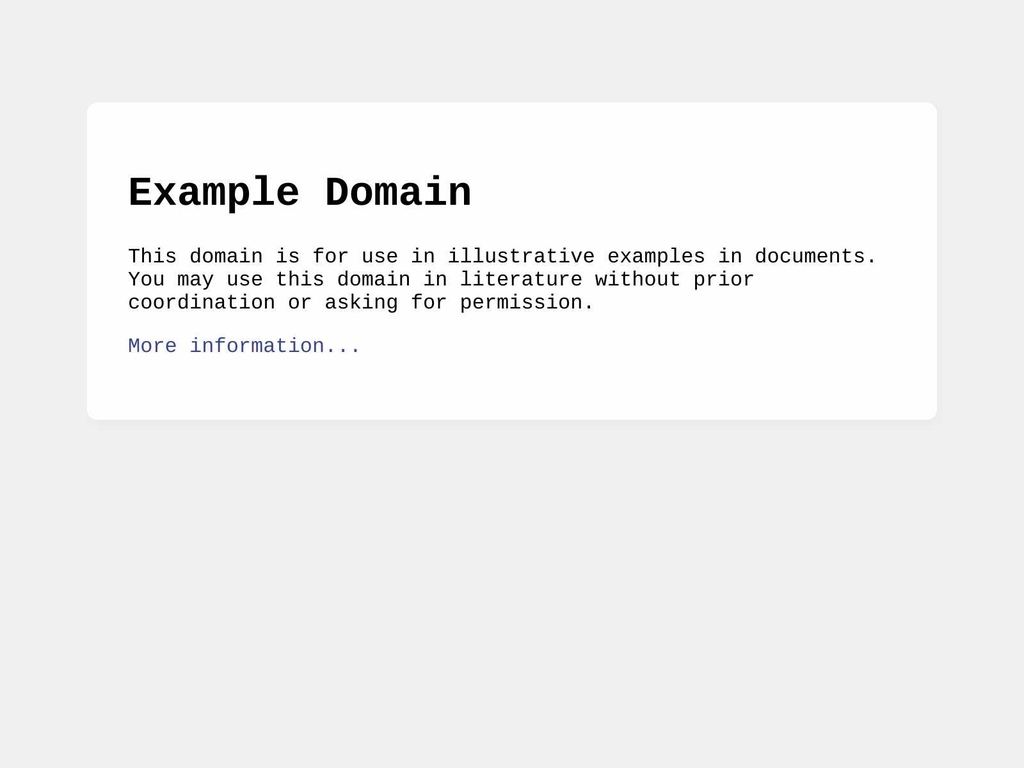 Example Domain
This domain is for use in illustrative examples in documents.
You may use this domain in literature without prior
coordination or asking for permission.
More information...